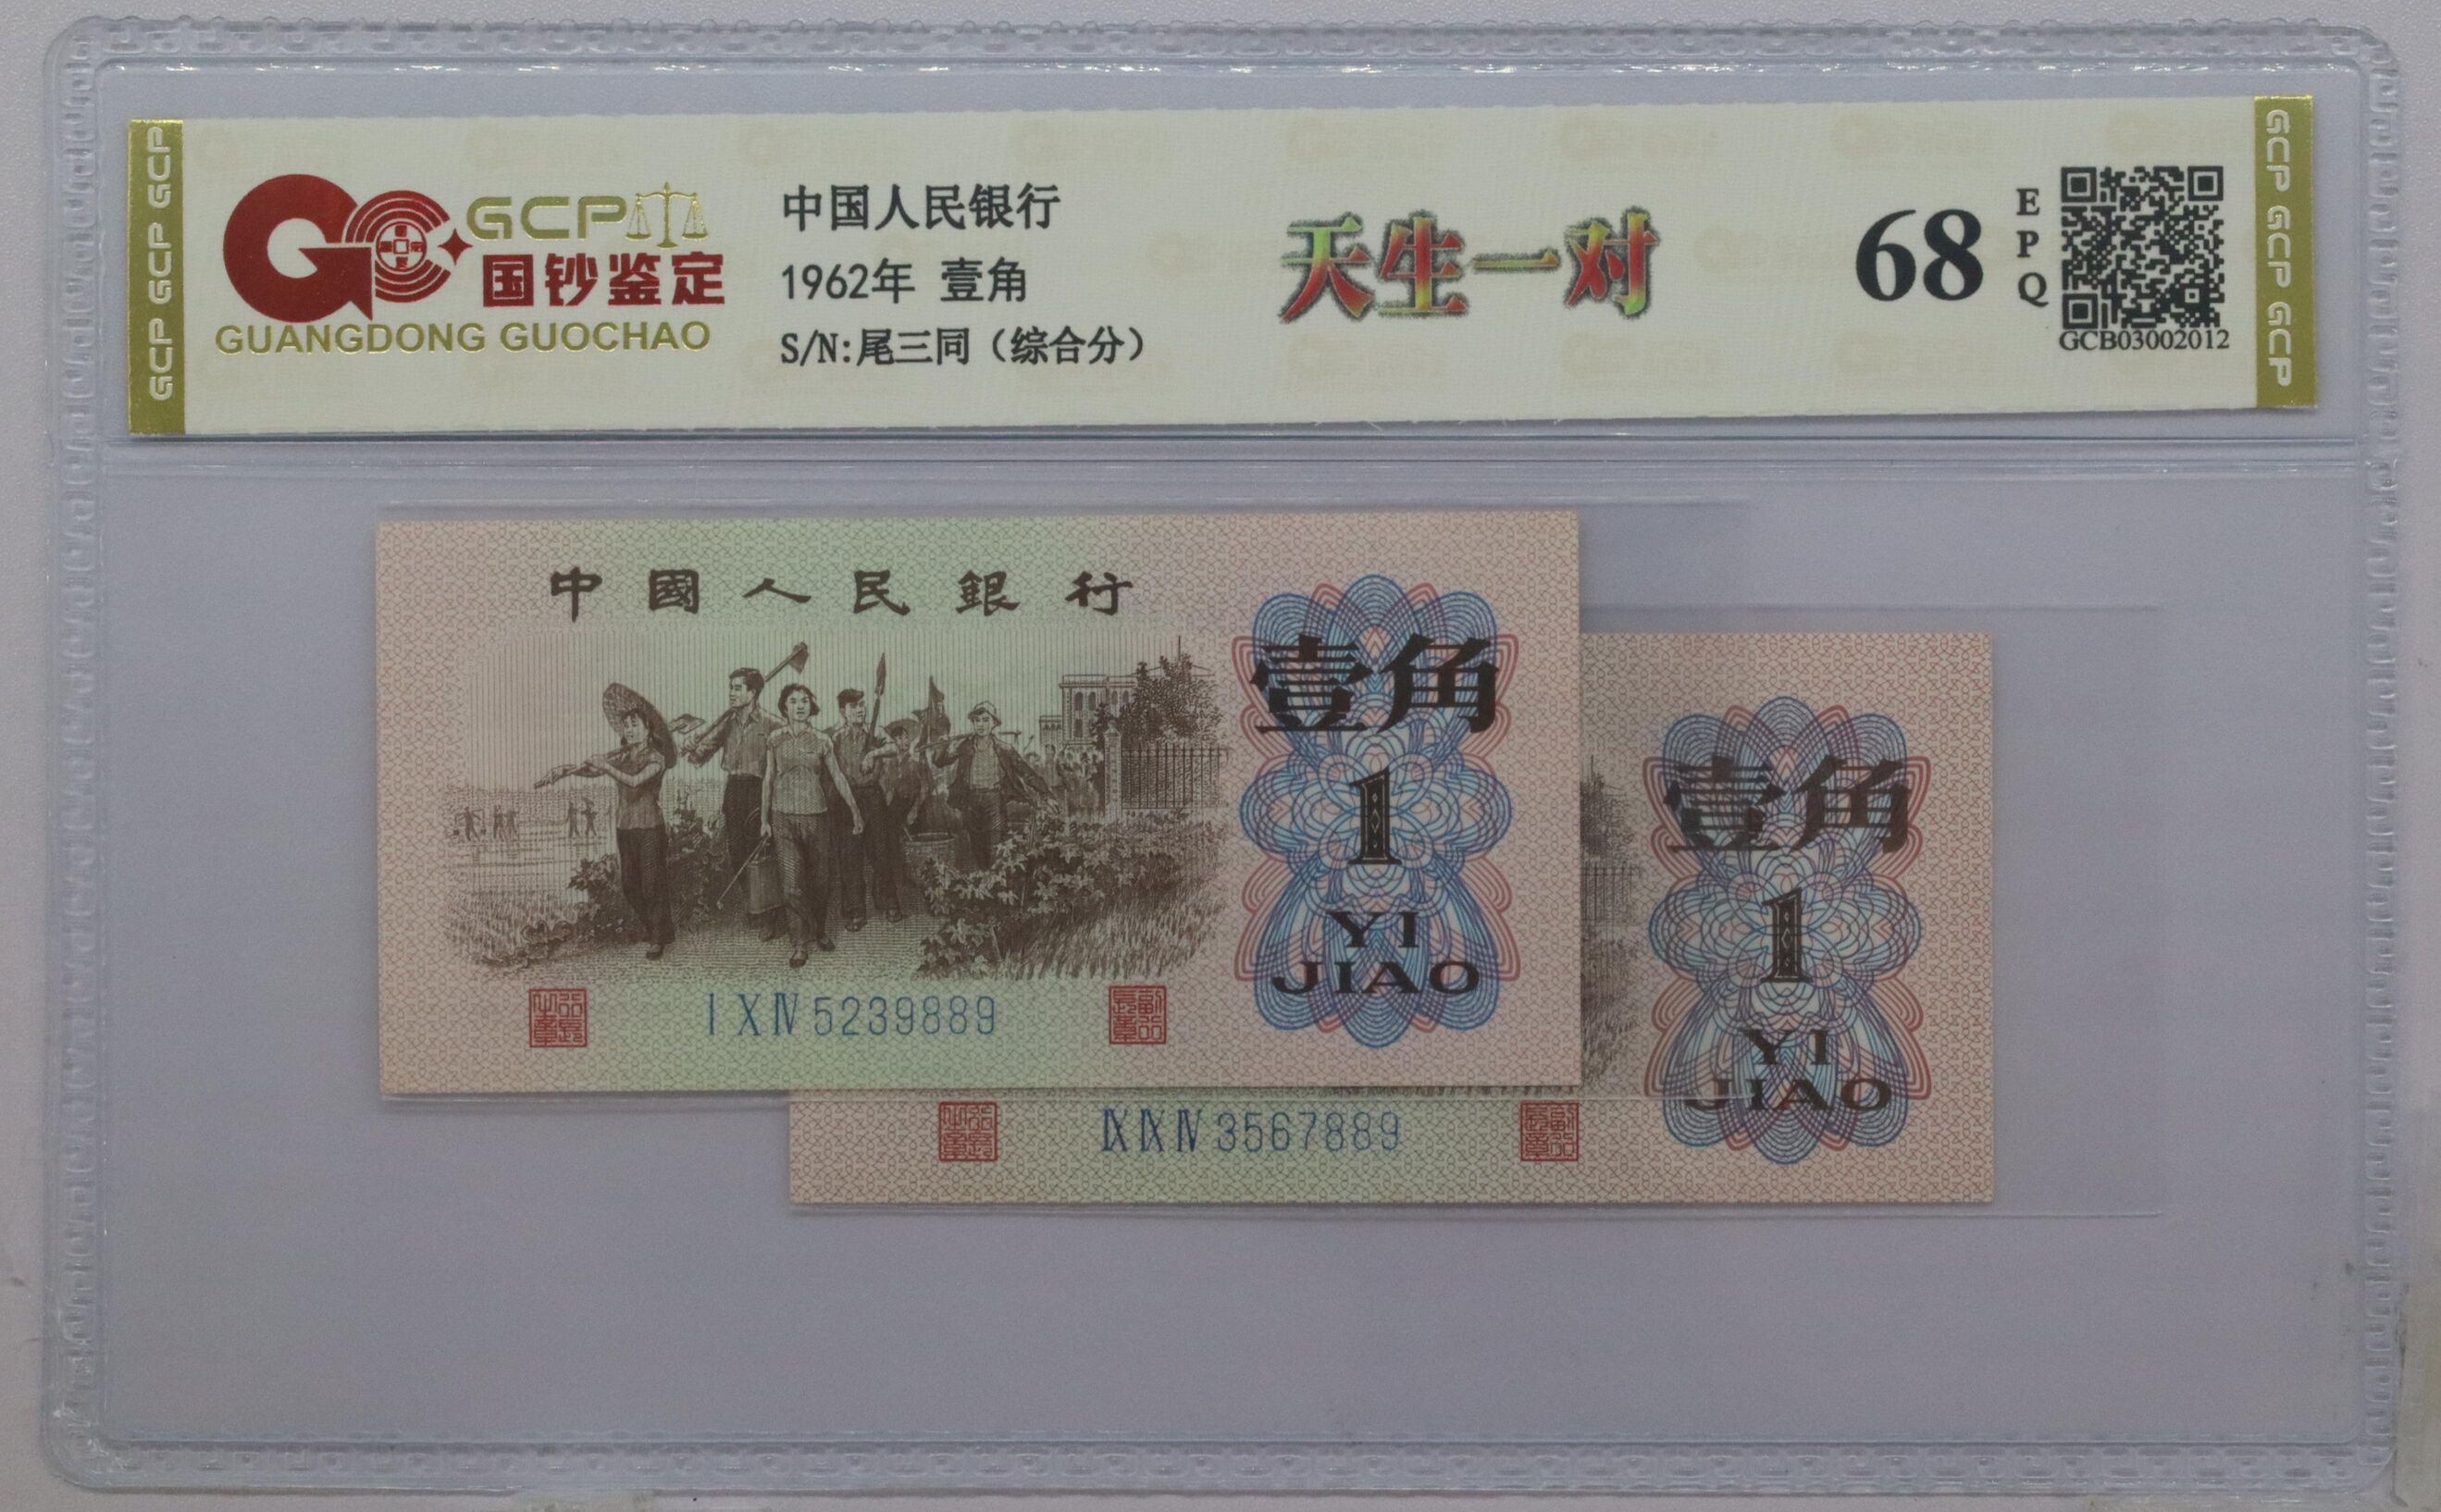 GCP GCP GCP
GCP
国钞鉴定
GUANGDONG GUOCHAO
中国人民银行
1962年 壹角
S/N:尾三同（综合分）
天生一对
68
EPQ
GCB03002012
GCP GCP GCP
中國人民銀行
壹角
1
YI
JIAO
I X IV 5239889
壹角
1
YI
JIAO
IX IX IV 3567889